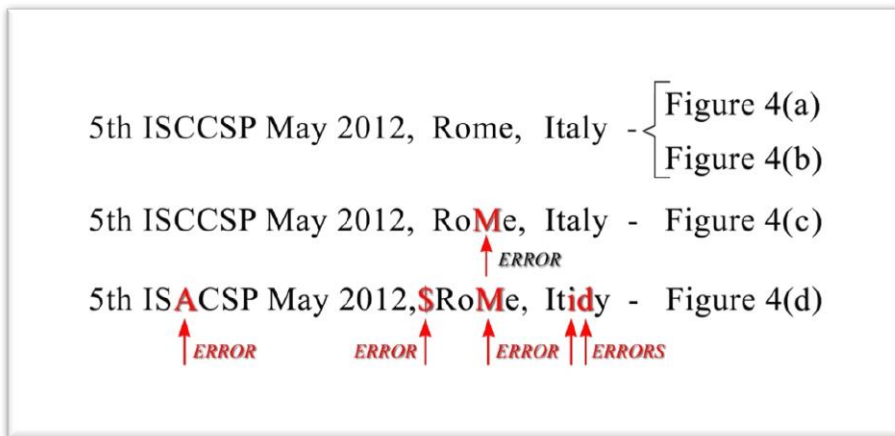 Figure 4(a)
5th ISCCSP May 2012, Rome, Italy -
Figure 4(b)
5th ISCCSP May 2012, RoMe, Italy - Figure 4(c)
ERROR
5th ISACSP May 2012,$RoMe, Itidy - Figure 4(d)
ERROR ERROR ERROR ERRORS